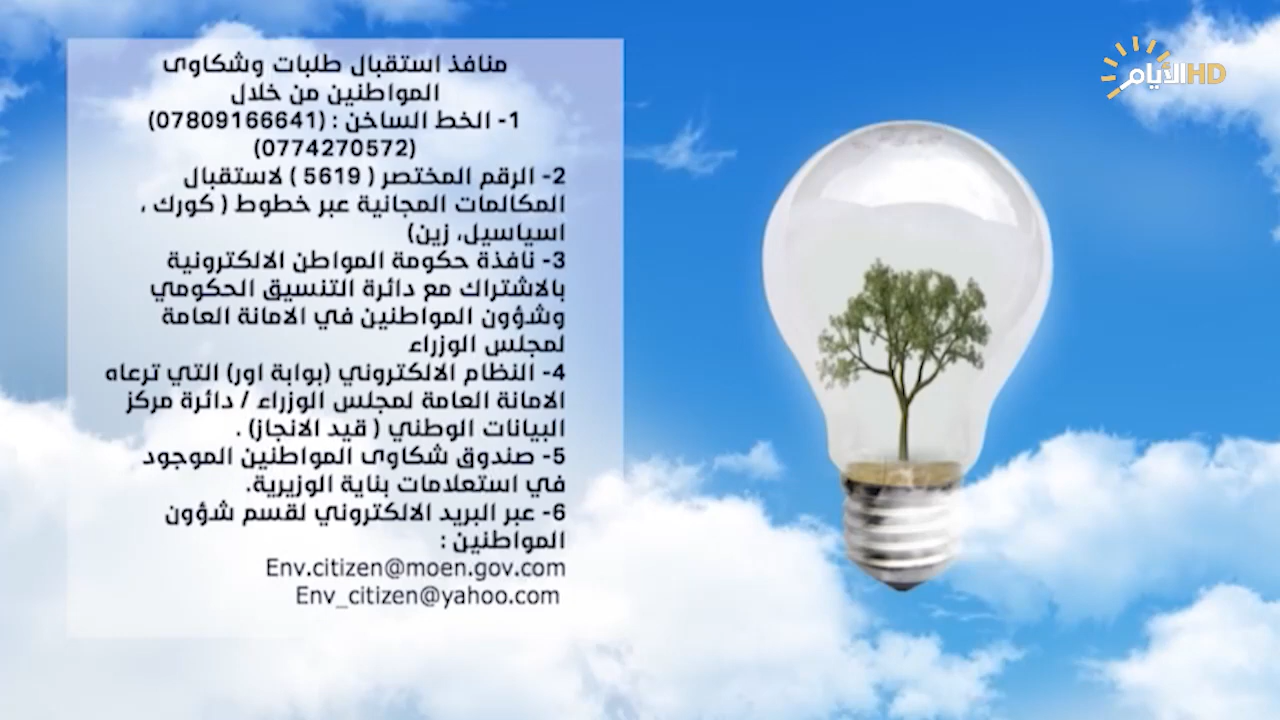 الأيام HD
منافذ استقبال طلبات وشكاوى
المواطنين من خلال
1- الخط الساخن : (07809166641)
(0774270572)
2- الرقم المختصر ( 5619 ) لاستقبال
المكالمات المجانية عبر خطوط ( كورك ،
اسياسيل، زين)
3- نافذة حكومة المواطن الالكترونية
بالاشتراك مع دائرة التنسيق الحكومي
وشؤون المواطنين في الامانة العامة
لمجلس الوزراء
4- النظام الالكتروني (بوابة اور) التي ترعاه
الامانة العامة لمجلس الوزراء / دائرة مركز
البيانات الوطني ( قيد الانجاز) .
5- صندوق شكاوى المواطنين الموجود
في استعلامات بناية الوزيرية.
6- عبر البريد الالكتروني لقسم شؤون
المواطنين :
Env.citizen@moen.gov.com
Env_citizen@yahoo.com